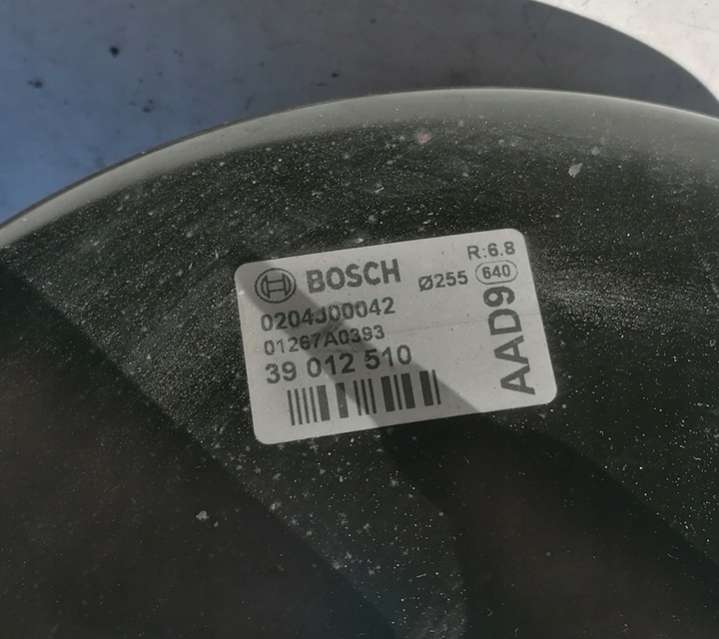 R:6.8
BOSCH Ø255 640
0204J00042
01267A0393
39 012 510
AAD9